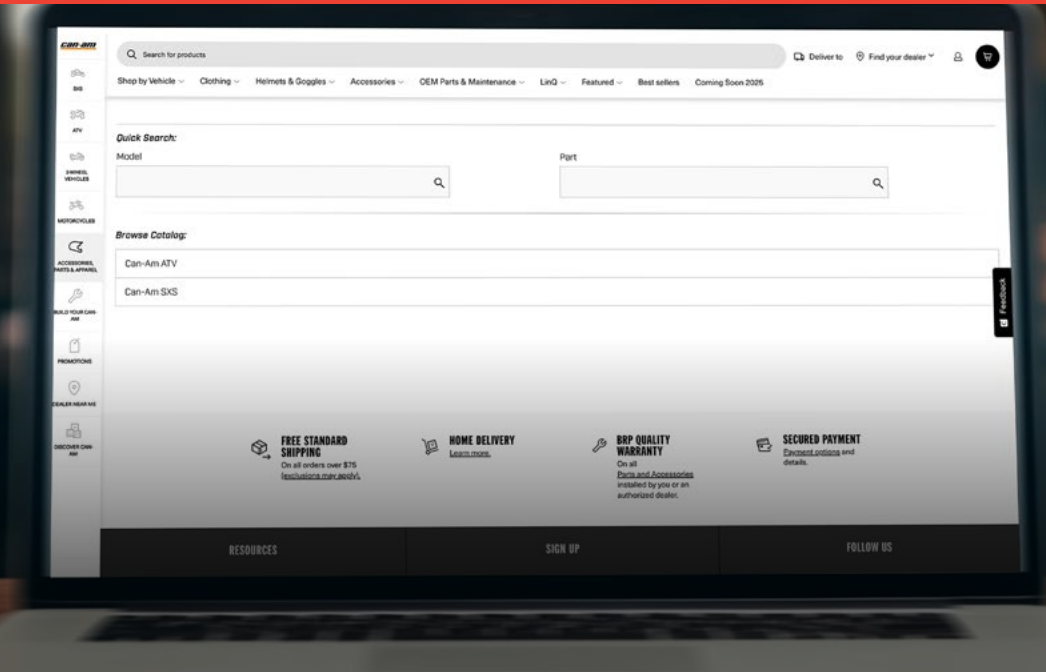 can-am
Search for products
Deliver to
Find your dealer
Shop by Vehicle
Clothing
Helmets & Goggles
Accessories
OEM Parts & Maintenance
LinQ
Featured
Best sellers
Coming Soon 2025
SXS
ATV
3-WHEEL
VEHICLES
MOTORCYCLES
ACCESSORIES,
PARTS & APPAREL
BUILD YOUR CAN-
AM
PROMOTIONS
DEALER NEAR ME
DISCOVER CAN-
AM
Quick Search:
Model
Part
Browse Catalog:
Can-Am ATV
Can-Am SXS
Feedback
FREE STANDARD
SHIPPING
On all orders over $75
(exclusions may apply).
HOME DELIVERY
Learn more.
BRP QUALITY
WARRANTY
On all
Parts and Accessories
installed by you or an
authorized dealer.
SECURED PAYMENT
Payment options and
details.
RESOURCES
SIGN UP
FOLLOW US